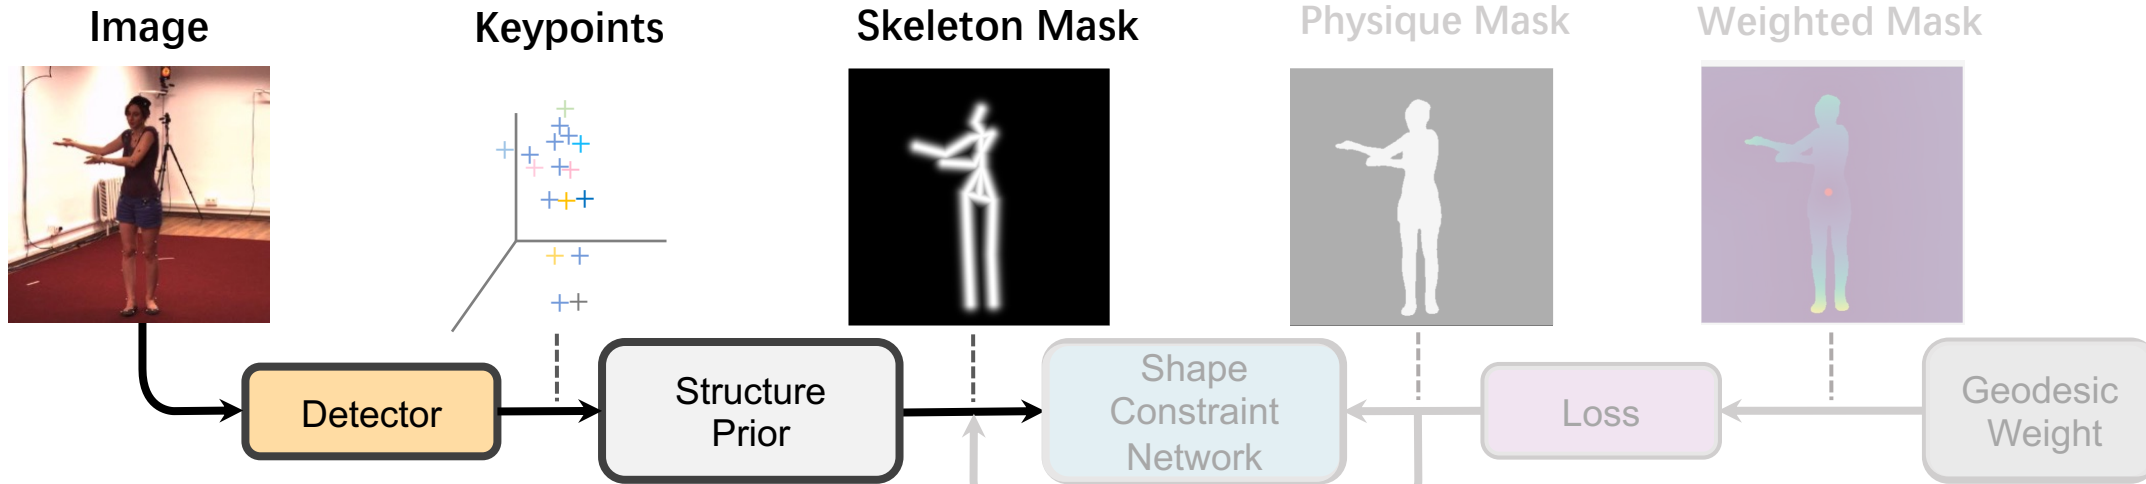 Image
Keypoints
Skeleton Mask
Physique Mask
Weighted Mask
Detector
Structure
Prior
Shape
Constraint
Network
Loss
Geodesic
Weight